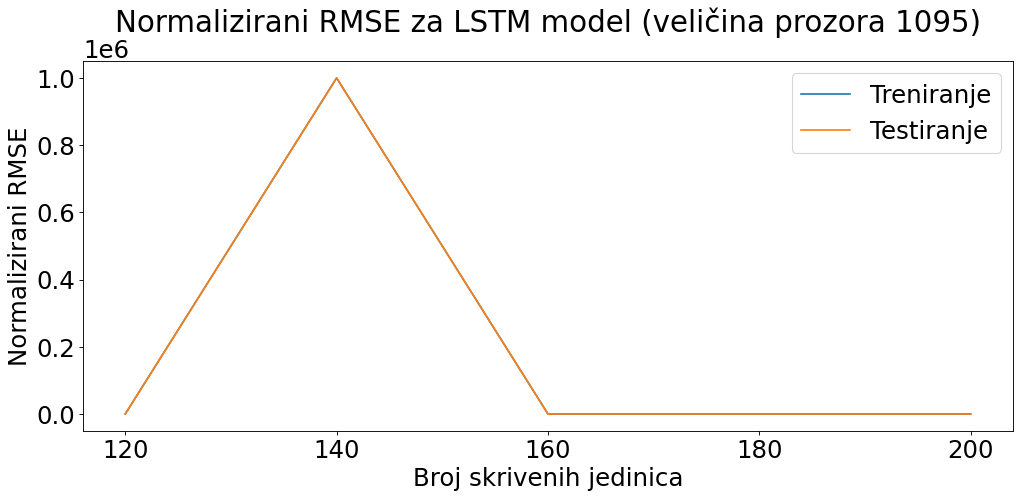 Normalizirani RMSE za LSTM model (veličina prozora 1095)
1e6
Treniranje
Testiranje
Normalizirani RMSE
1.0
0.8
0.6
0.4
0.2
0.0
120 140 160 180 200
Broj skrivenih jedinica